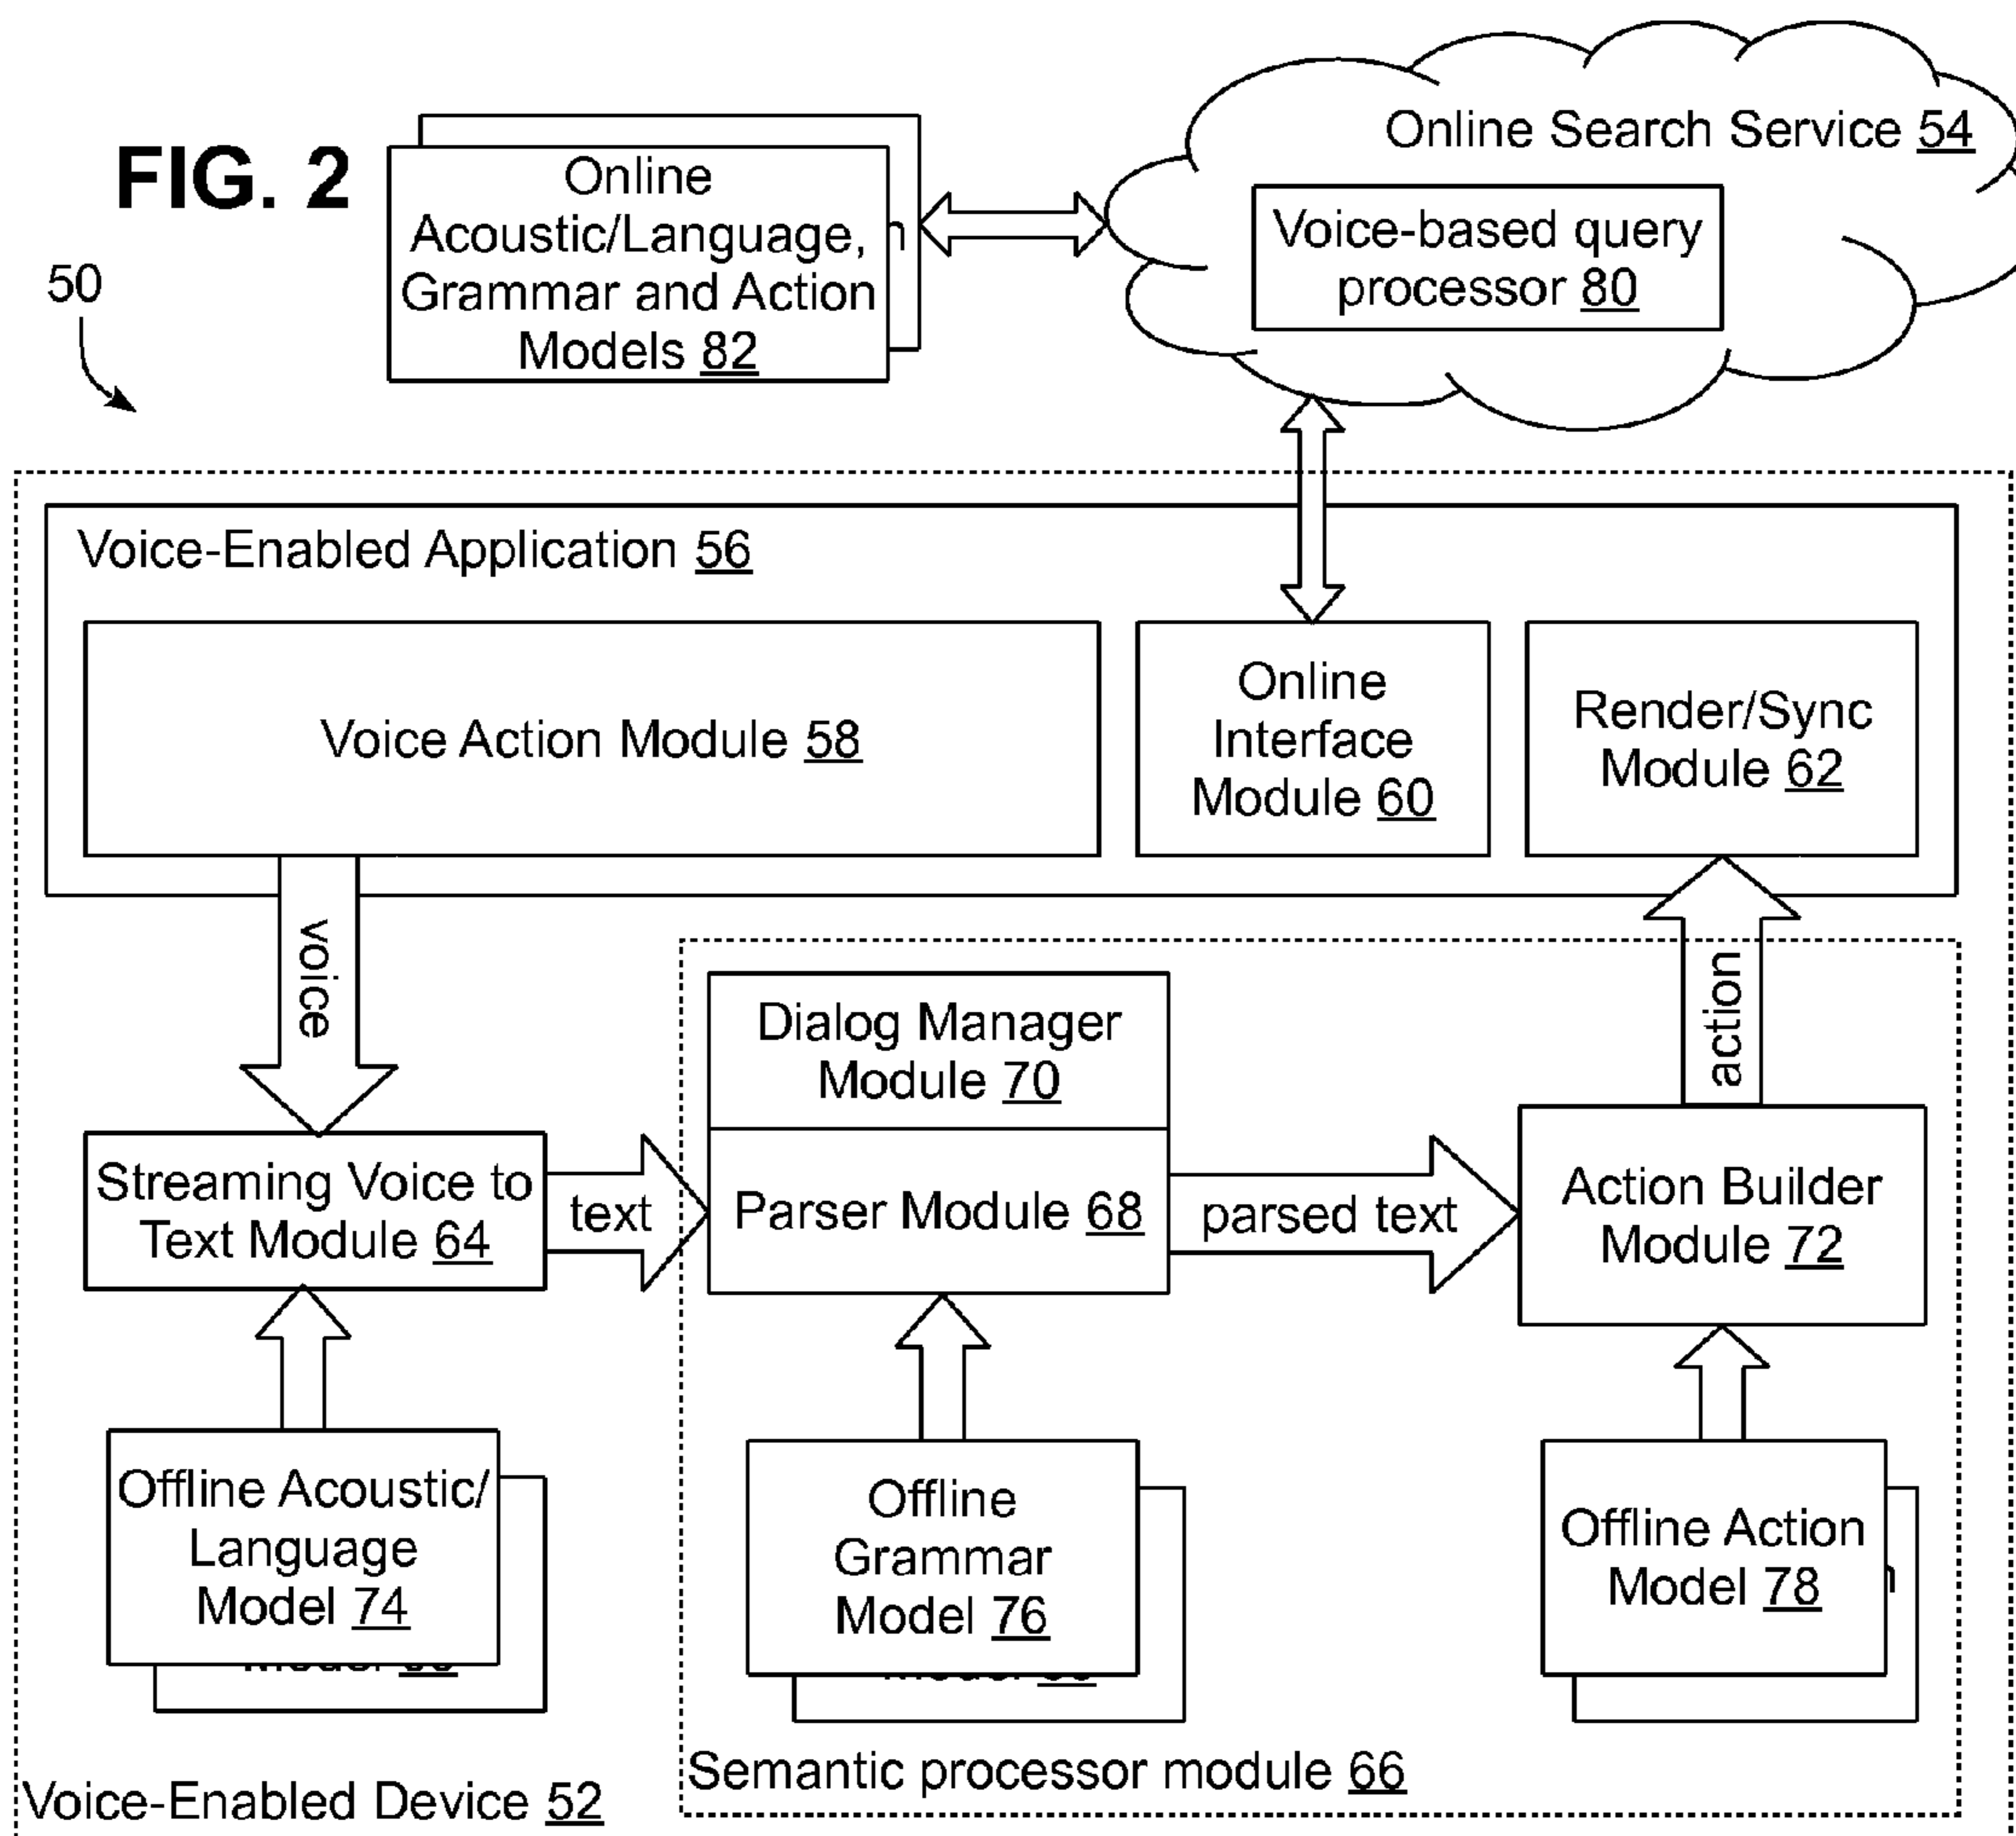 FIG. 2
50
Online
Acoustic/Language,
Grammar and Action
Models 82
Online Search Service 54
Voice-based query
processor 80
Voice-Enabled Application 56
Voice Action Module 58
Online
Interface
Module 60
Render/Sync
Module 62
voice
action
Dialog Manager
Module 70
Streaming Voice to
Text Module 64
text
Parser Module 68
parsed text
Action Builder
Module 72
Offline Acoustic/
Language
Model 74
Offline
Grammar
Model 76
Offline Action
Model 78
Semantic processor module 66
Voice-Enabled Device 52